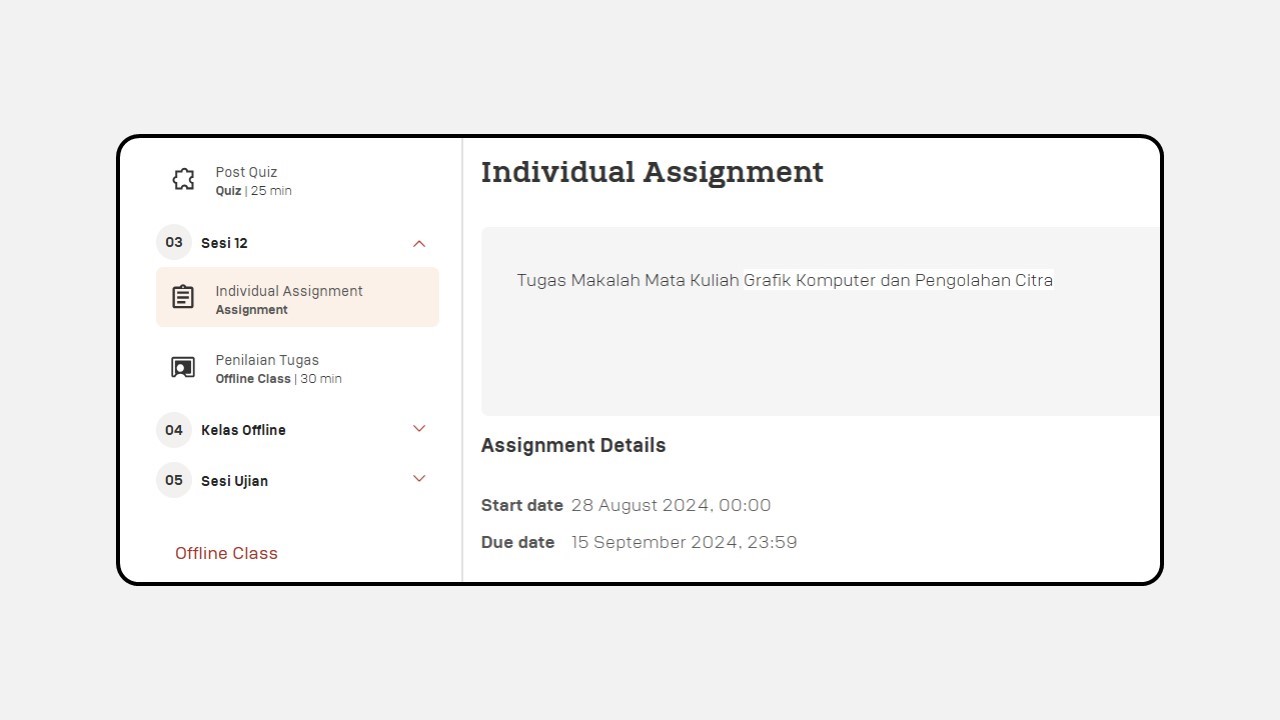 Post Quiz
Quiz | 25 min
03 Sesi 12
Individual Assignment
Assignment
Penilaian Tugas
Offline Class | 30 min
04 Kelas Offline
05 Sesi Ujian
Offline Class
Individual Assignment
Tugas Makalah Mata Kuliah Grafik Komputer dan Pengolahan Citra
Assignment Details
Start date 28 August 2024, 00:00
Due date 15 September 2024, 23:59